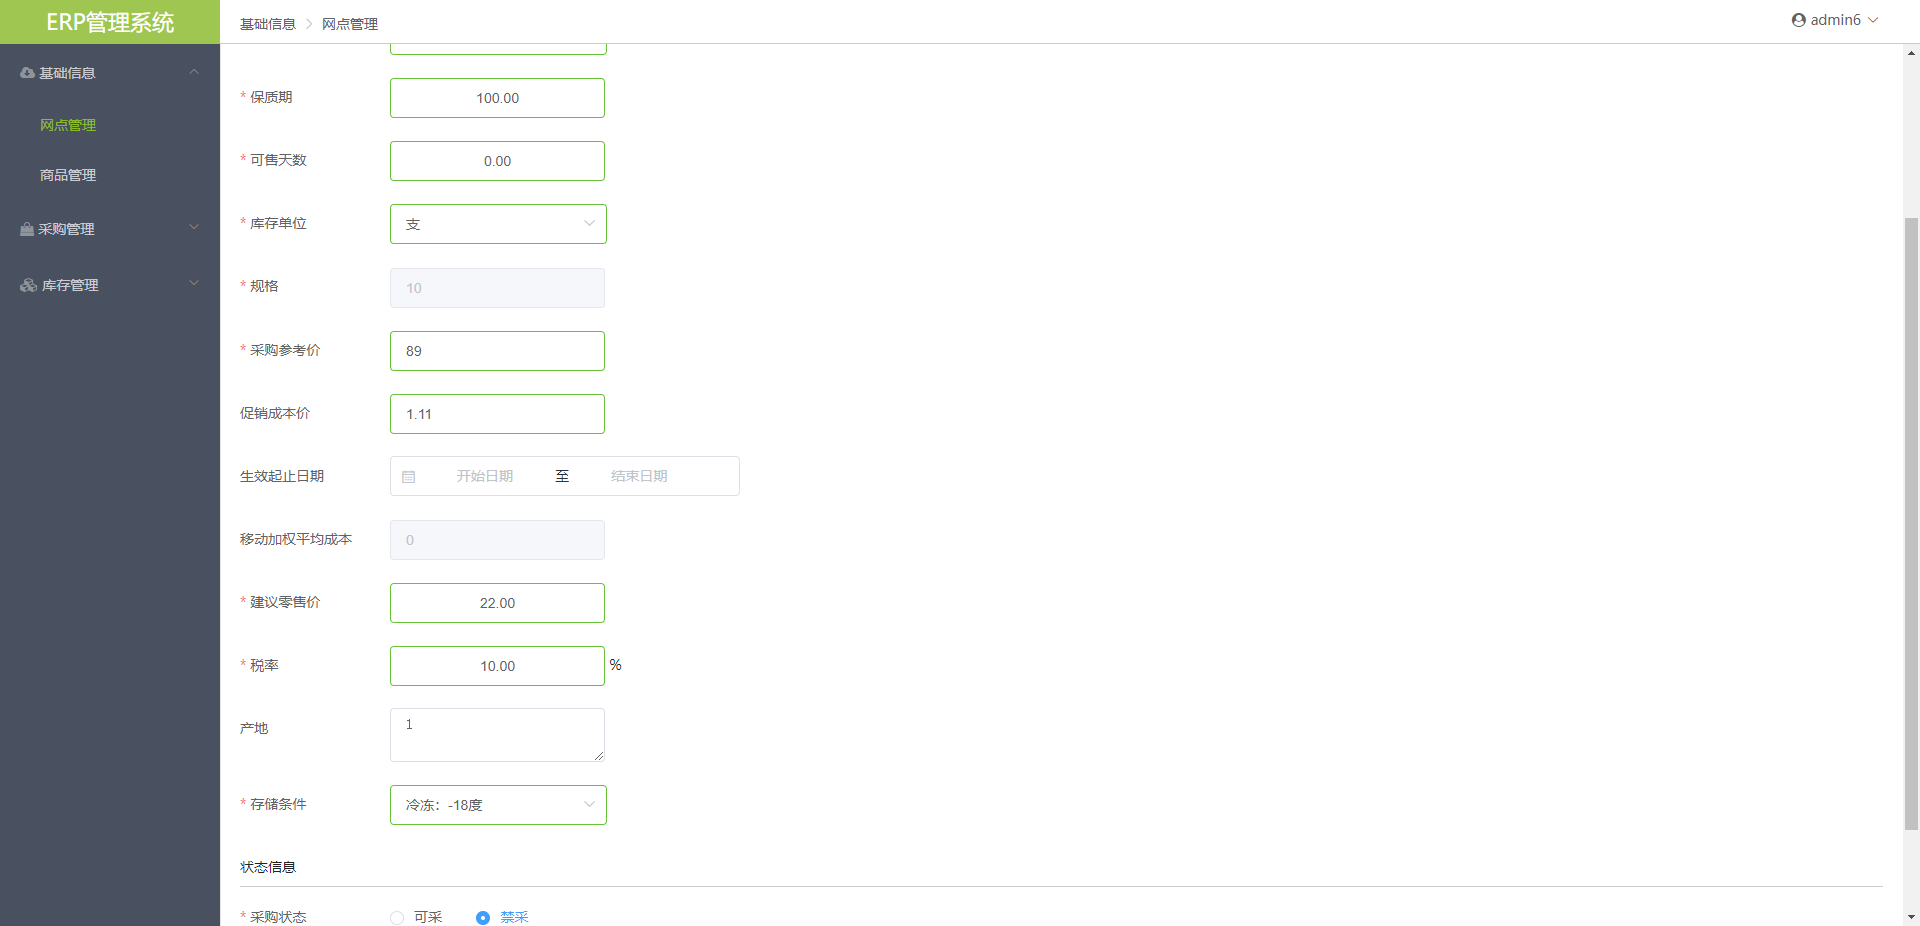 ERP管理系统
基础信息 > 网点管理
admin6
基础信息
网点管理
商品管理
采购管理
库存管理
* 保质期 100.00
* 可售天数 0.00
* 库存单位 支
* 规格 10
* 采购参考价 89
促销成本价 1.11
生效起止日期 开始日期 至 结束日期
移动加权平均成本 0
* 建议零售价 22.00
* 税率 10.00 %
产地 1
* 存储条件 冷冻：-18度
状态信息
* 采购状态 可采 禁采